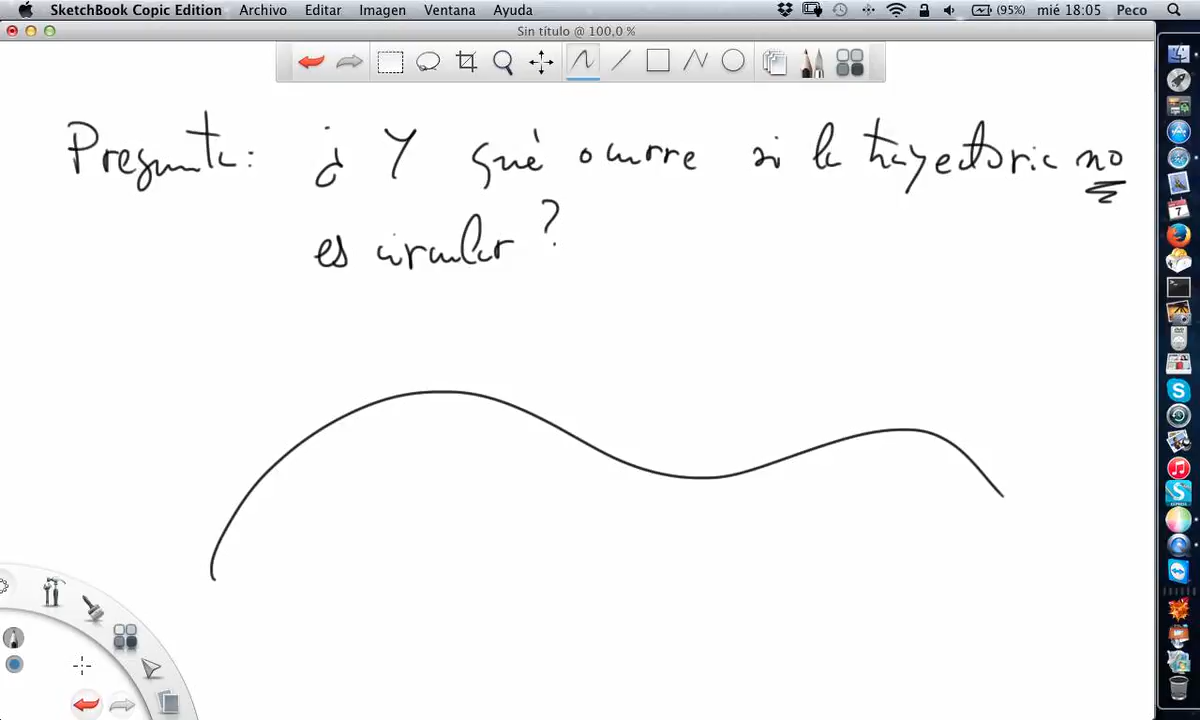 SketchBook Copic Edition Archivo Editar Imagen Ventana Ayuda (95%) mié 18:05 Peco
Sin título @ 100,0 %
Pregunta: ¿Y qué ocurre si la trayectoria no
es circular?